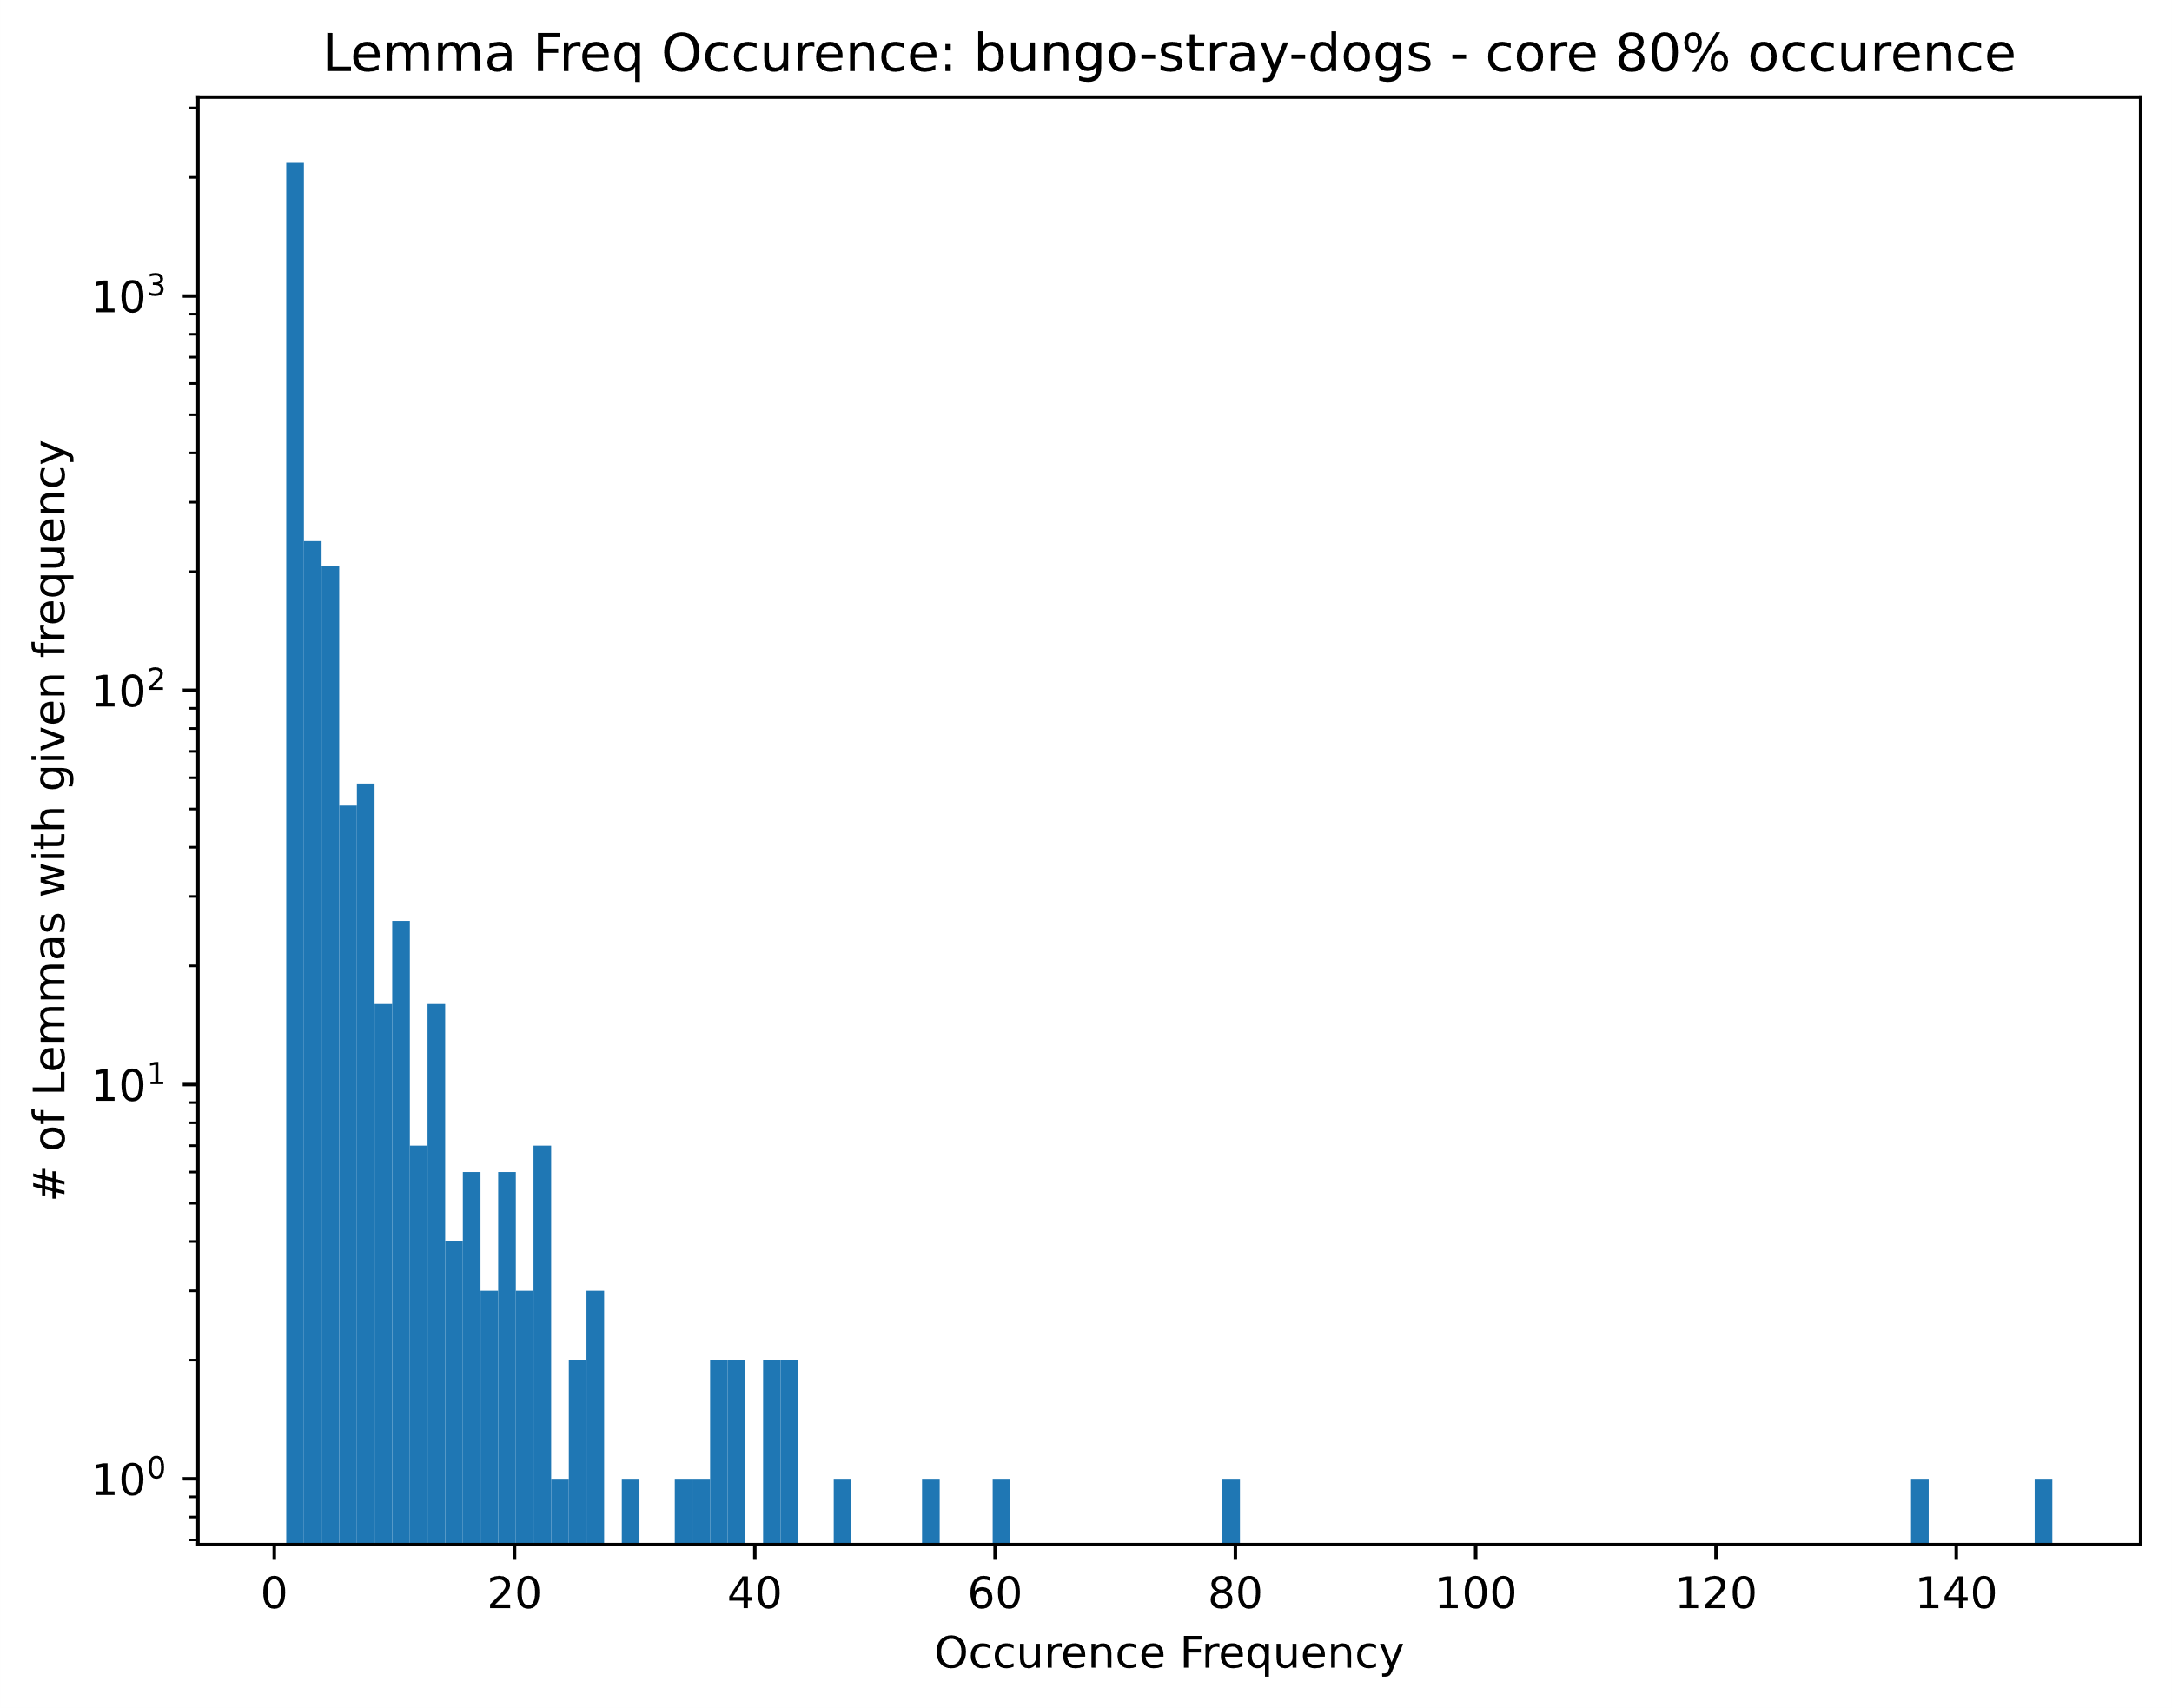 Lemma Freq Occurence: bungo-stray-dogs - core 80% occurence
# of Lemmas with given frequency
10³
10²
10¹
10⁰
0 20 40 60 80 100 120 140
Occurence Frequency